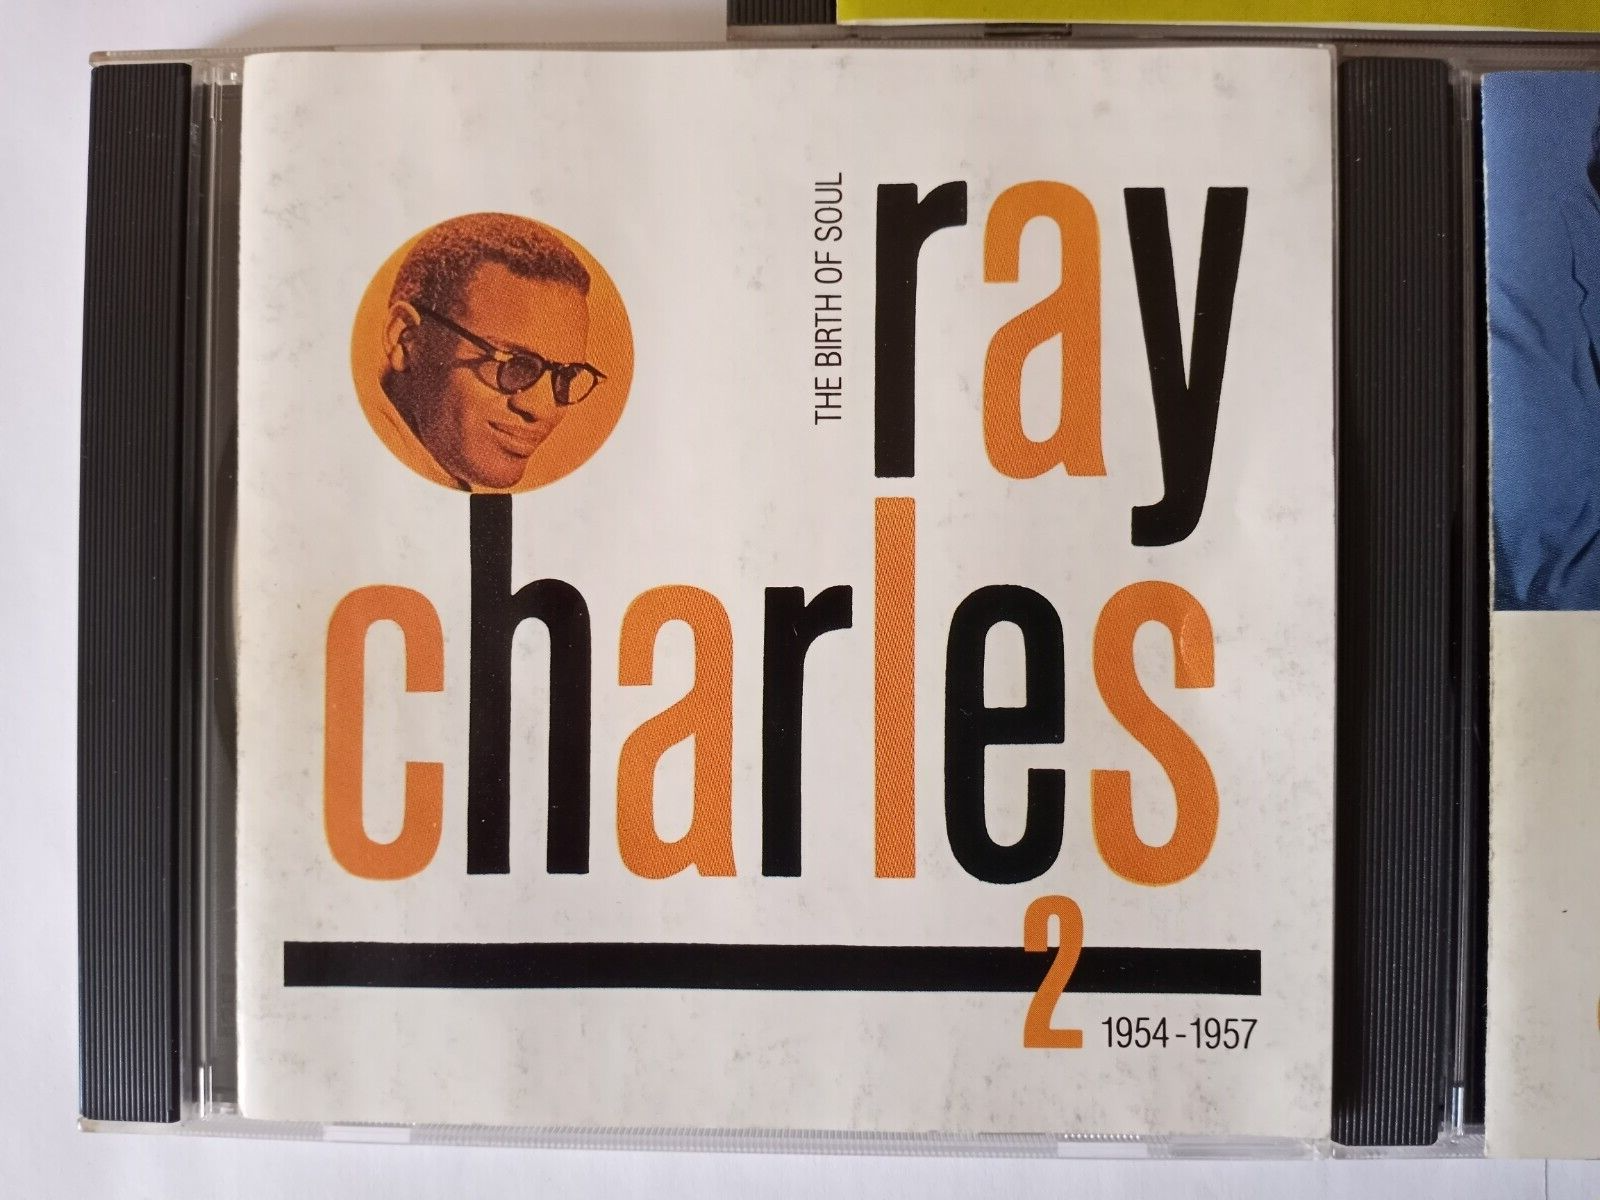 THE BIRTH OF SOUL
ray
charles
2
1954-1957